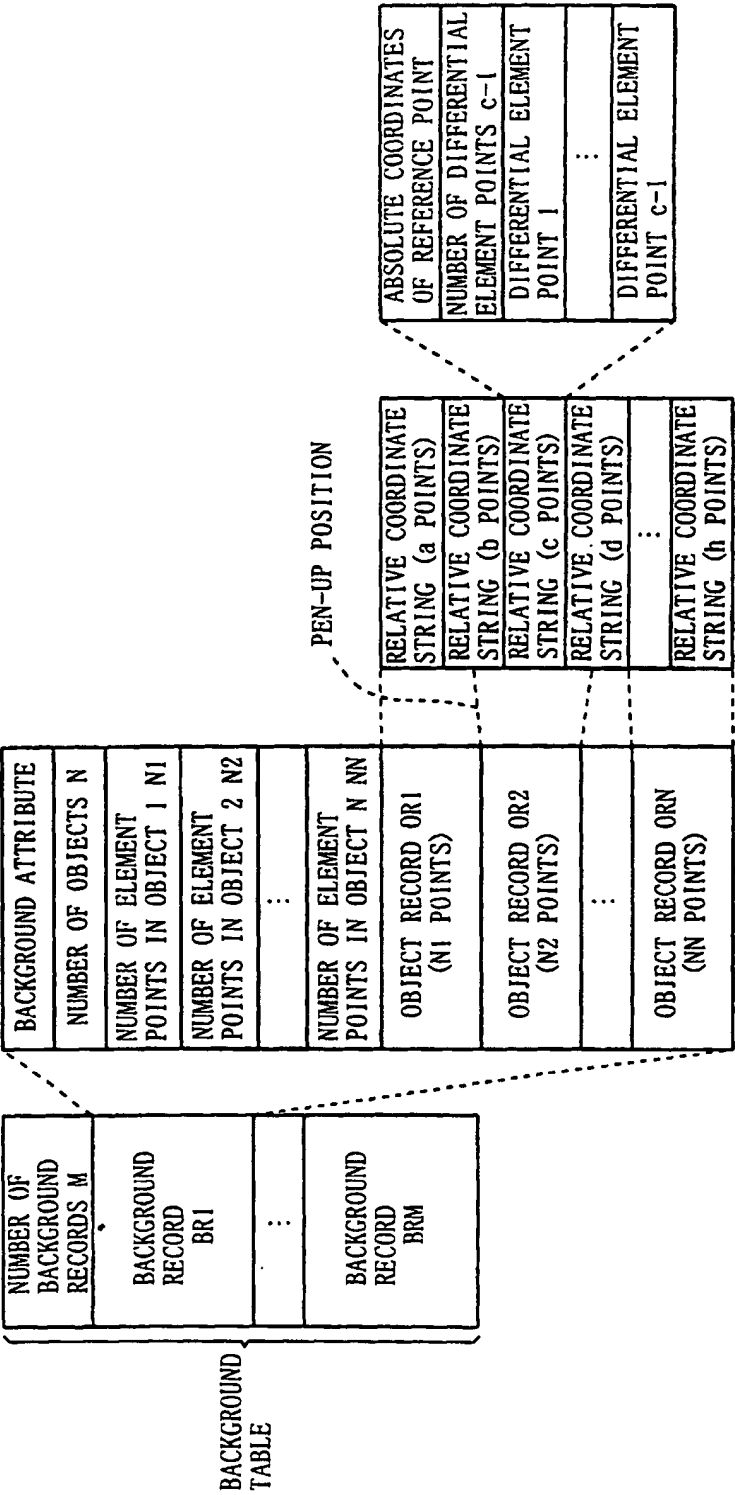 BACKGROUND
TABLE
NUMBER OF
BACKGROUND
RECORDS M
BACKGROUND
RECORD
BR1
...
BACKGROUND
RECORD
BRM
BACKGROUND ATTRIBUTE
NUMBER OF OBJECTS N
NUMBER OF ELEMENT
POINTS IN OBJECT 1 N1
NUMBER OF ELEMENT
POINTS IN OBJECT 2 N2
...
NUMBER OF ELEMENT
POINTS IN OBJECT N NN
OBJECT RECORD OR1
(N1 POINTS)
OBJECT RECORD OR2
(N2 POINTS)
...
OBJECT RECORD ORN
(NN POINTS)
PEN-UP POSITION
RELATIVE COORDINATE
STRING (a POINTS)
RELATIVE COORDINATE
STRING (b POINTS)
RELATIVE COORDINATE
STRING (c POINTS)
RELATIVE COORDINATE
STRING (d POINTS)
...
RELATIVE COORDINATE
STRING (h POINTS)
ABSOLUTE COORDINATES
OF REFERENCE POINT
NUMBER OF DIFFERENTIAL
ELEMENT POINTS c-1
DIFFERENTIAL ELEMENT
POINT 1
...
DIFFERENTIAL ELEMENT
POINT c-1